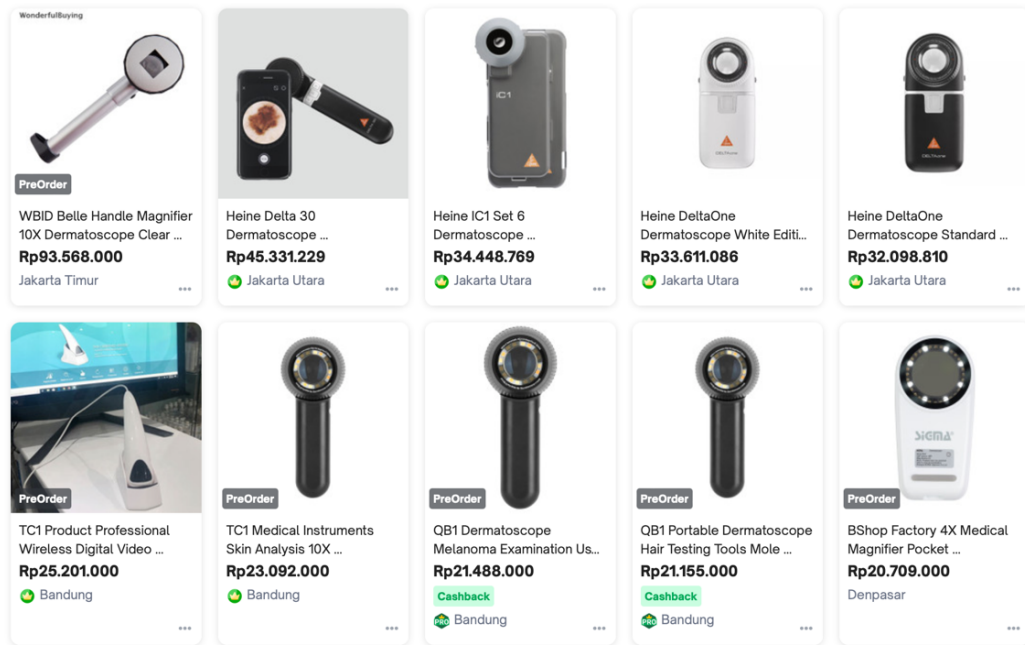 WonderfulBuying
iC1
DELTAone
DELTAone
PreOrder
WBID Belle Handle Magnifier
10X Dermatoscope Clear ...
Rp93.568.000
Jakarta Timur
Heine Delta 30
Dermatoscope ...
Rp45.331.229
Jakarta Utara
Heine IC1 Set 6
Dermatoscope ...
Rp34.448.769
Jakarta Utara
Heine DeltaOne
Dermatoscope White Editi...
Rp33.611.086
Jakarta Utara
Heine DeltaOne
Dermatoscope Standard ...
Rp32.098.810
Jakarta Utara
SIGMA
PreOrder
TC1 Product Professional
Wireless Digital Video ...
Rp25.201.000
Bandung
PreOrder
TC1 Medical Instruments
Skin Analysis 10X ...
Rp23.092.000
Bandung
PreOrder
QB1 Dermatoscope
Melanoma Examination Us...
Rp21.488.000
Cashback
PRO Bandung
PreOrder
QB1 Portable Dermatoscope
Hair Testing Tools Mole ...
Rp21.155.000
Cashback
PRO Bandung
PreOrder
BShop Factory 4X Medical
Magnifier Pocket ...
Rp20.709.000
Denpasar